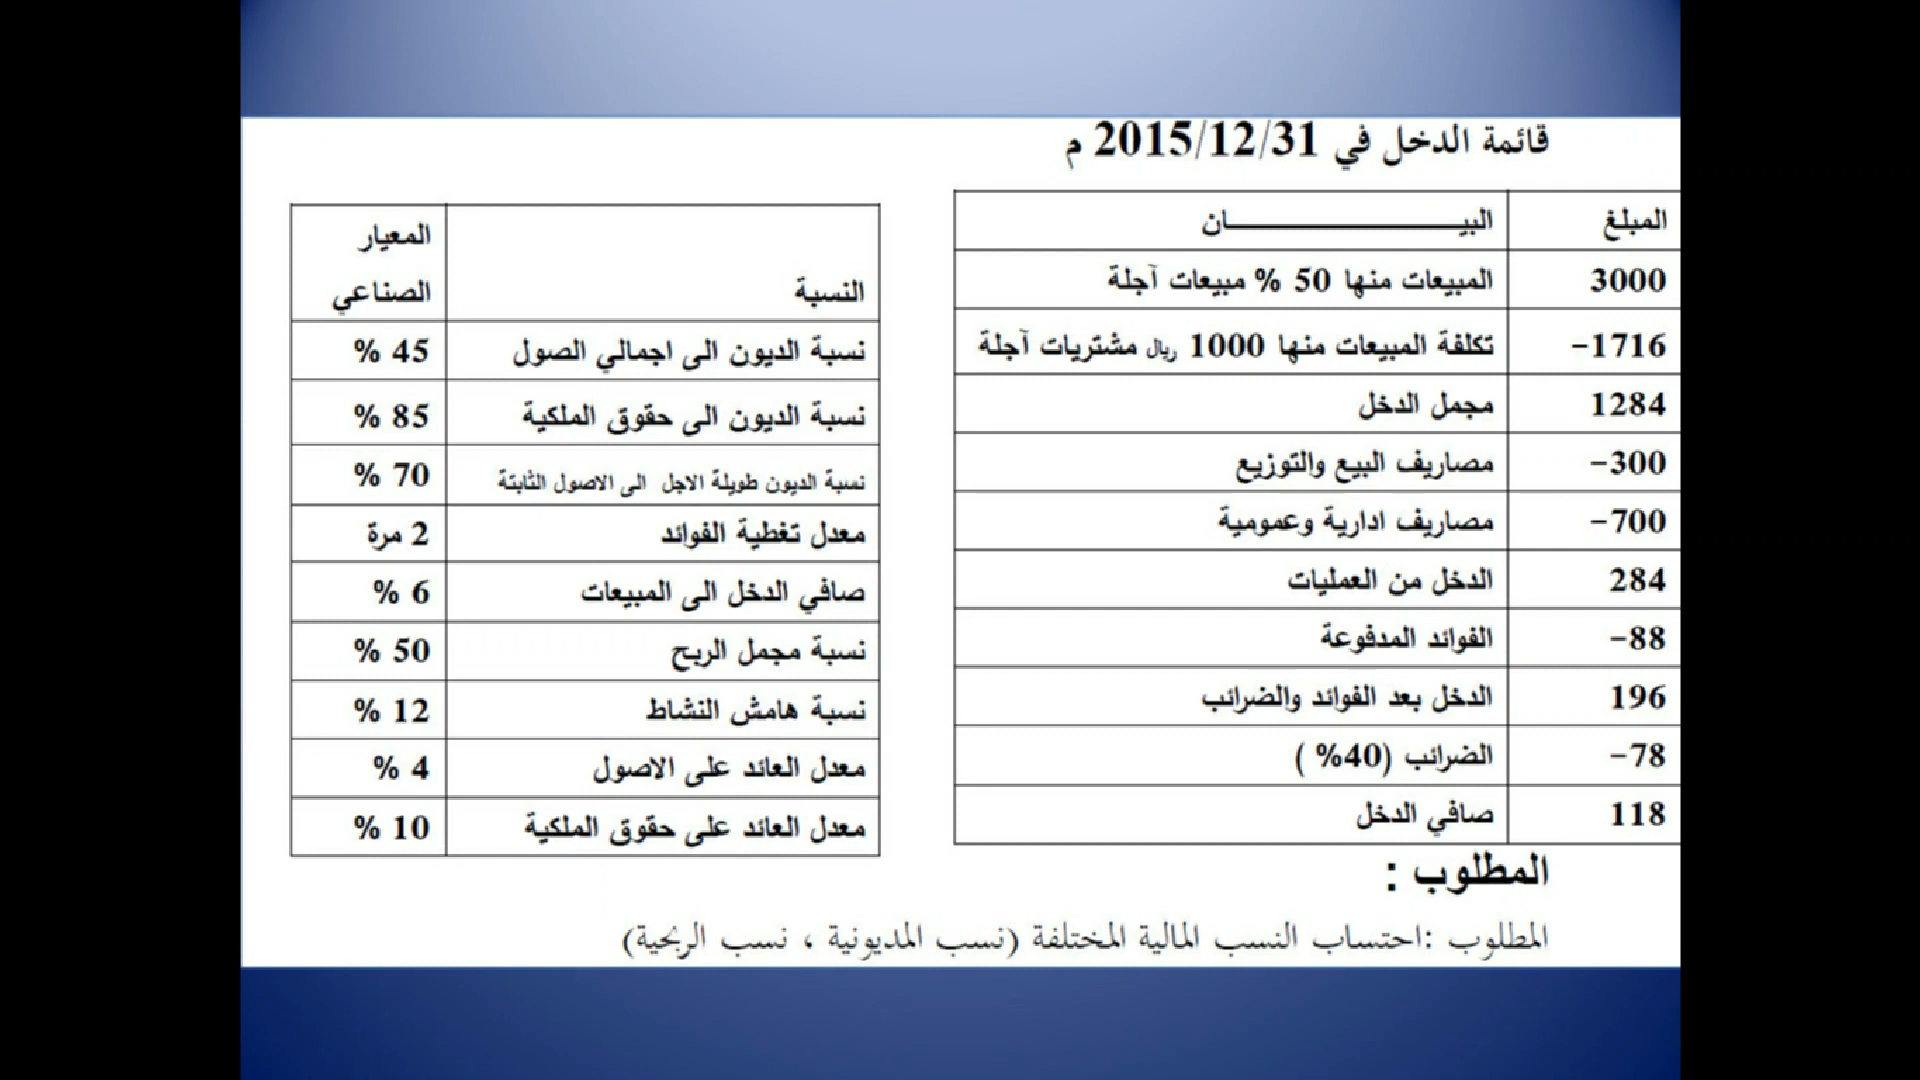 قائمة الدخل في 2015/12/31 م
المبلغ البيـــــــــــــــان
3000 المبيعات منها 50 % مبيعات آجلة
1716− تكلفة المبيعات منها 1000 ريال مشتريات آجلة
1284 مجمل الدخل
300− مصاريف البيع والتوزيع
700− مصاريف ادارية وعمومية
284 الدخل من العمليات
88− الفوائد المدفوعة
196 الدخل بعد الفوائد والضرائب
78− الضرائب (40% )
118 صافي الدخل
النسبة المعيار الصناعي
نسبة الديون الى اجمالي الصول 45 %
نسبة الديون الى حقوق الملكية 85 %
نسبة الديون طويلة الاجل الى الاصول الثابتة 70 %
معدل تغطية الفوائد 2 مرة
صافي الدخل الى المبيعات 6 %
نسبة مجمل الربح 50 %
نسبة هامش النشاط 12 %
معدل العائد على الاصول 4 %
معدل العائد على حقوق الملكية 10 %
المطلوب :
المطلوب :احتساب النسب المالية المختلفة (نسب المديونية ، نسب الربحية)